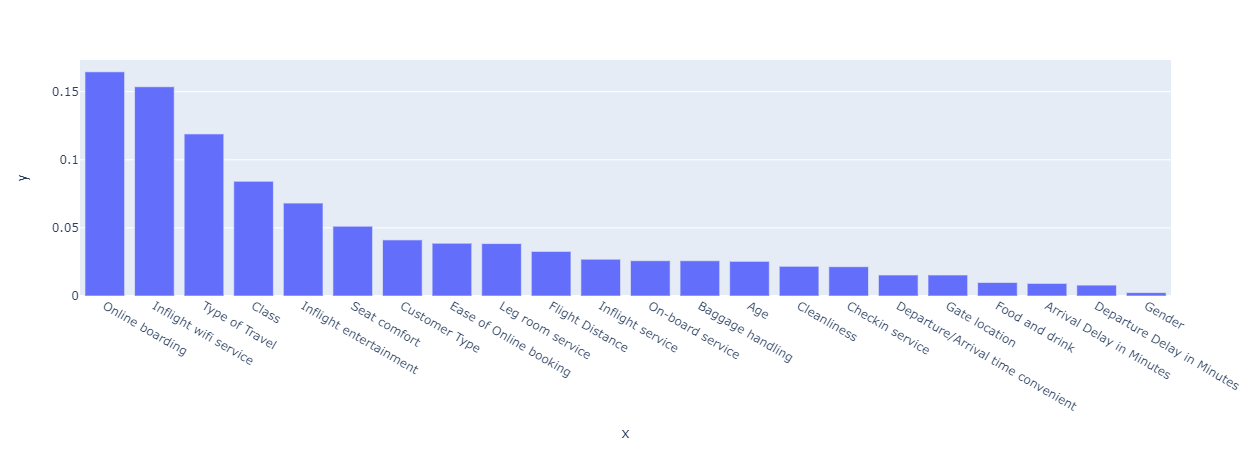 0.15
0.1
0.05
0
y
Online boarding
Inflight wifi service
Type of Travel
Class
Inflight entertainment
Seat comfort
Customer Type
Ease of Online booking
Leg room service
Flight Distance
Inflight service
On-board service
Baggage handling
Age
Cleanliness
Checkin service
Departure/Arrival time convenient
Gate location
Food and drink
Arrival Delay in Minutes
Departure Delay in Minutes
Gender
x